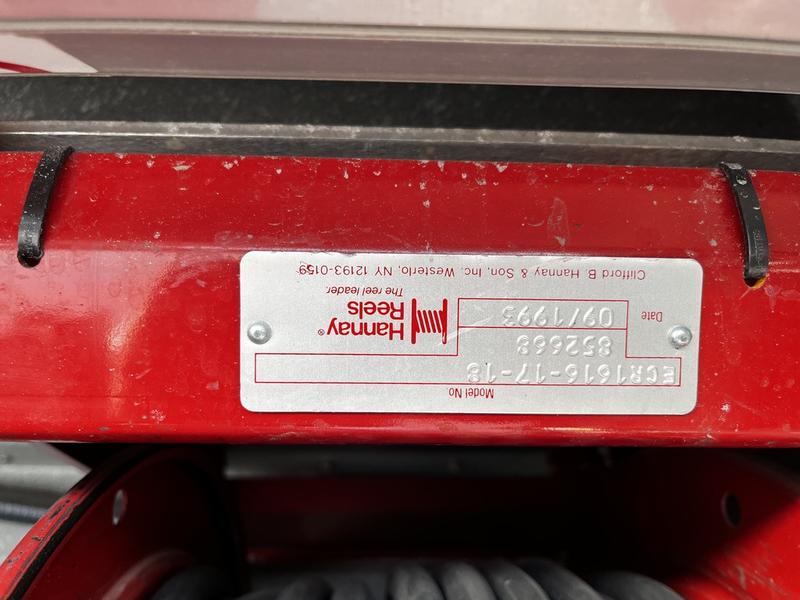 Model No
ECR1616-17-18
852668
Date
09/1993
Hannay®
Reels
The reel leader.
Clifford B. Hannay & Son, Inc. Westerlo, NY 12193-0159